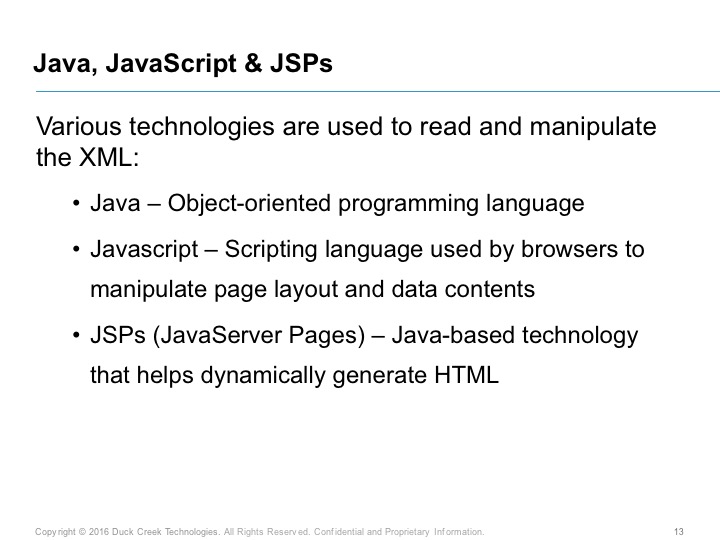 Java, JavaScript & JSPs
Various technologies are used to read and manipulate
the XML:
• Java – Object-oriented programming language
• Javascript – Scripting language used by browsers to
manipulate page layout and data contents
• JSPs (JavaServer Pages) – Java-based technology
that helps dynamically generate HTML
Copyright © 2016 Duck Creek Technologies. All Rights Reserved. Confidential and Proprietary Information.
13